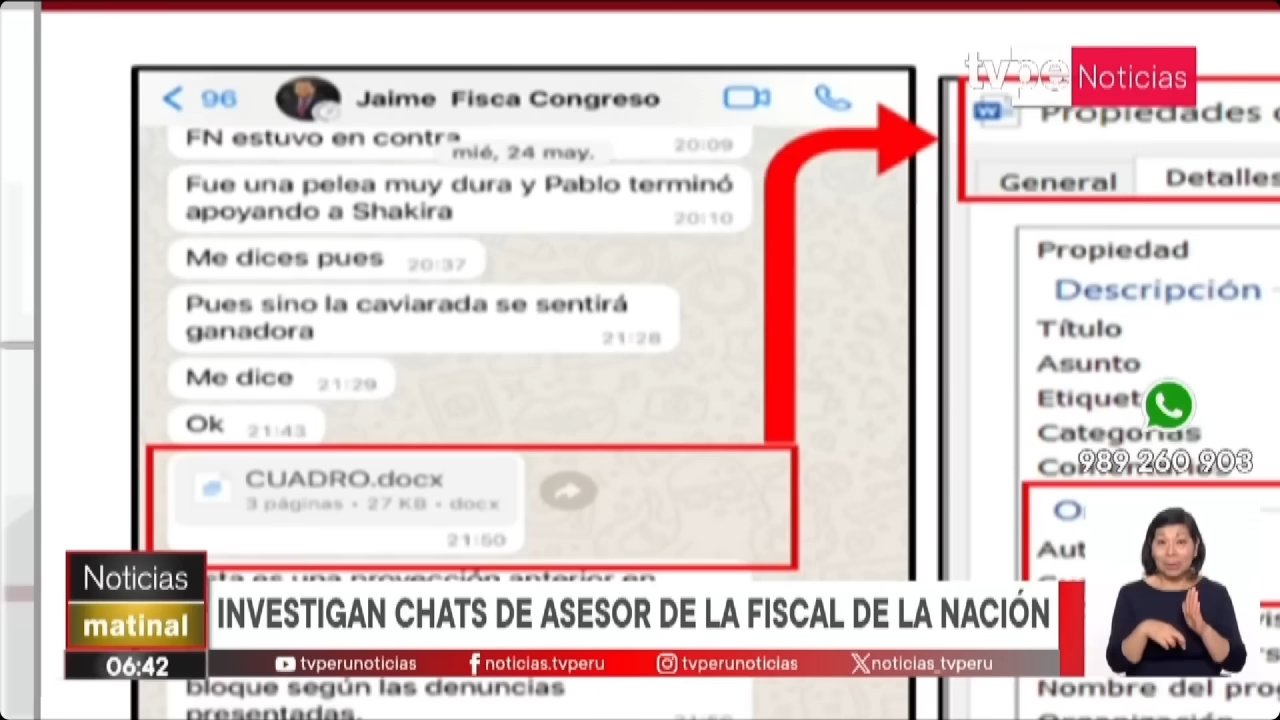 96
Jaime Fisca Congreso
FN estuvo en contra
20:09
mié, 24 may.
Fue una pelea muy dura y Pablo terminó
apoyando a Shakira
20:10
Me dices pues
20:37
Pues sino la caviarada se sentirá
ganadora
21:28
Me dice
21:29
Ok
21:43
CUADRO.docx
3 páginas • 27 KB • docx
21:50
bloque según las denuncias
presentadas.
tvpe Noticias
Propiedades
General
Detalles
Propiedad
Descripción
Título
Asunto
Etiquet
Categorías
989 260 903
Aut
Nombre del pro
Noticias
matinal
06:42
INVESTIGAN CHATS DE ASESOR DE LA FISCAL DE LA NACIÓN
tvperunoticias
noticias.tvperu
tvperunoticias
noticias_tvperu